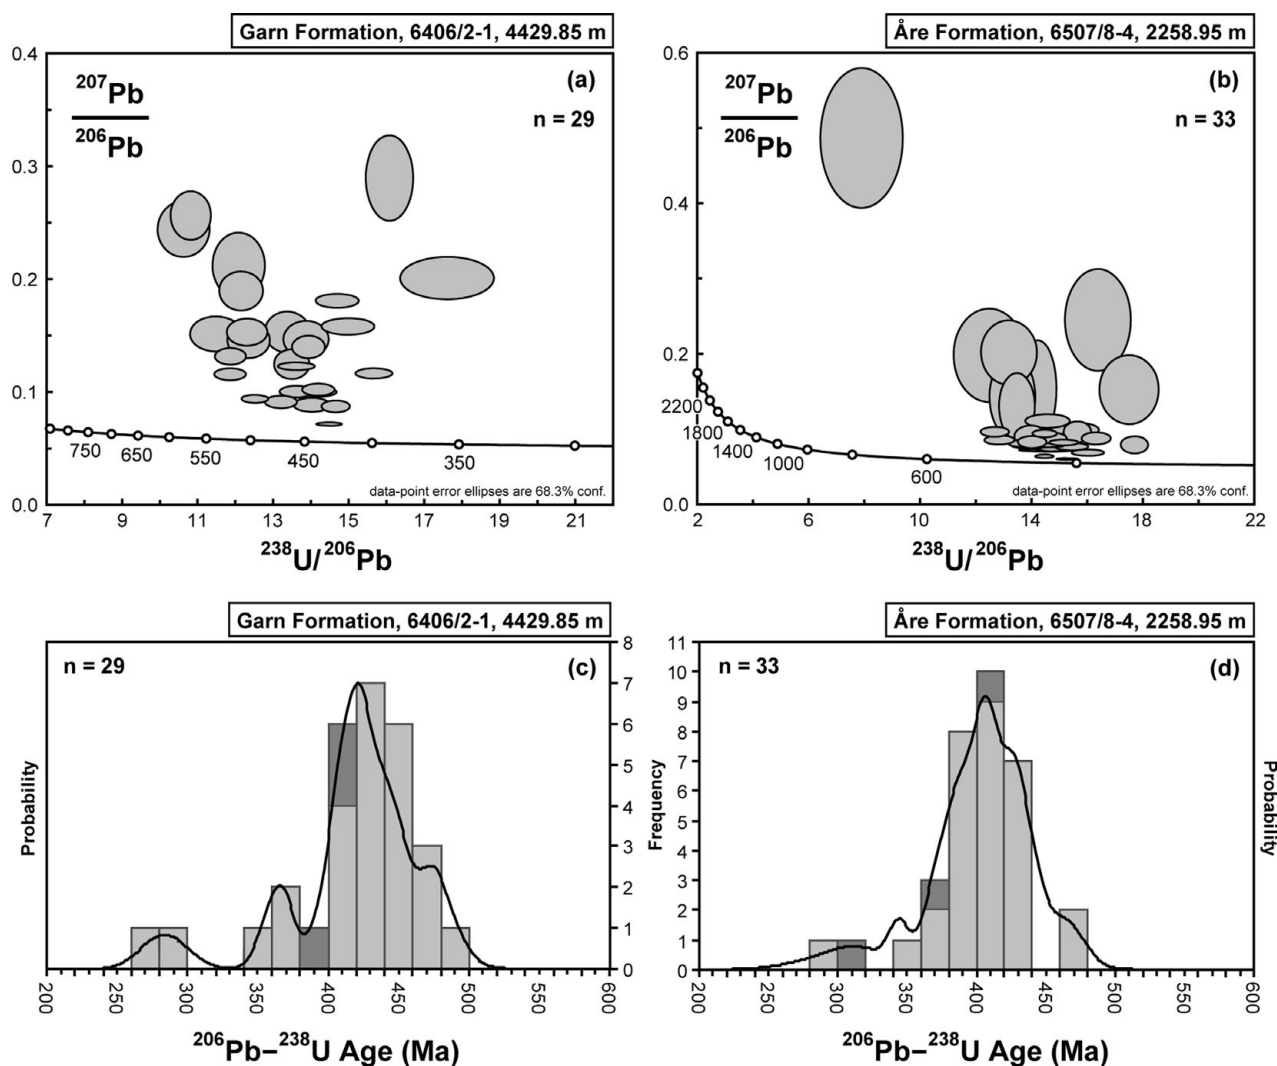 Garn Formation, 6406/2-1, 4429.85 m
0.4
0.3
0.2
0.1
0.0
207Pb
206Pb
(a)
n = 29
750
650
550
450
350
data-point error ellipses are 68.3% conf.
7 9 11 13 15 17 19 21
238U/206Pb
Åre Formation, 6507/8-4, 2258.95 m
0.6
0.4
0.2
0.0
207Pb
206Pb
(b)
n = 33
2200
1800
1400
1000
600
data-point error ellipses are 68.3% conf.
2 6 10 14 18 22
238U/206Pb
Garn Formation, 6406/2-1, 4429.85 m
n = 29
(c)
Probability
8
7
6
5
4
3
2
1
0
Frequency
200 250 300 350 400 450 500 550 600
206Pb–238U Age (Ma)
Åre Formation, 6507/8-4, 2258.95 m
n = 33
(d)
11
10
9
8
7
6
5
4
3
2
1
0
Probability
200 250 300 350 400 450 500 550 600
206Pb–238U Age (Ma)